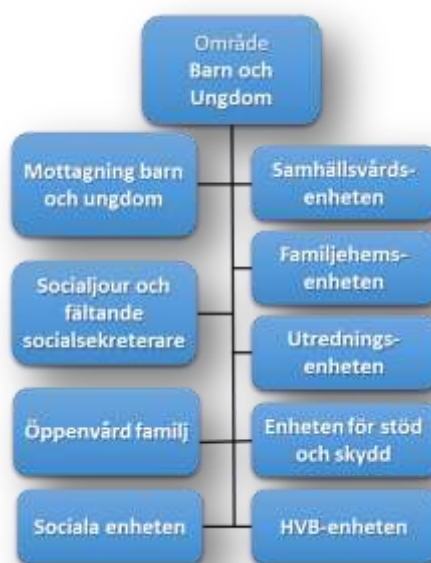 Område
Barn och
Ungdom
Mottagning barn
och ungdom
Samhällsvårds-
enheten
Socialjour och
fältande
socialsekreterare
Familjehems-
enheten
Utrednings-
enheten
Öppenvård familj
Enheten för stöd
och skydd
Sociala enheten
HVB-enheten